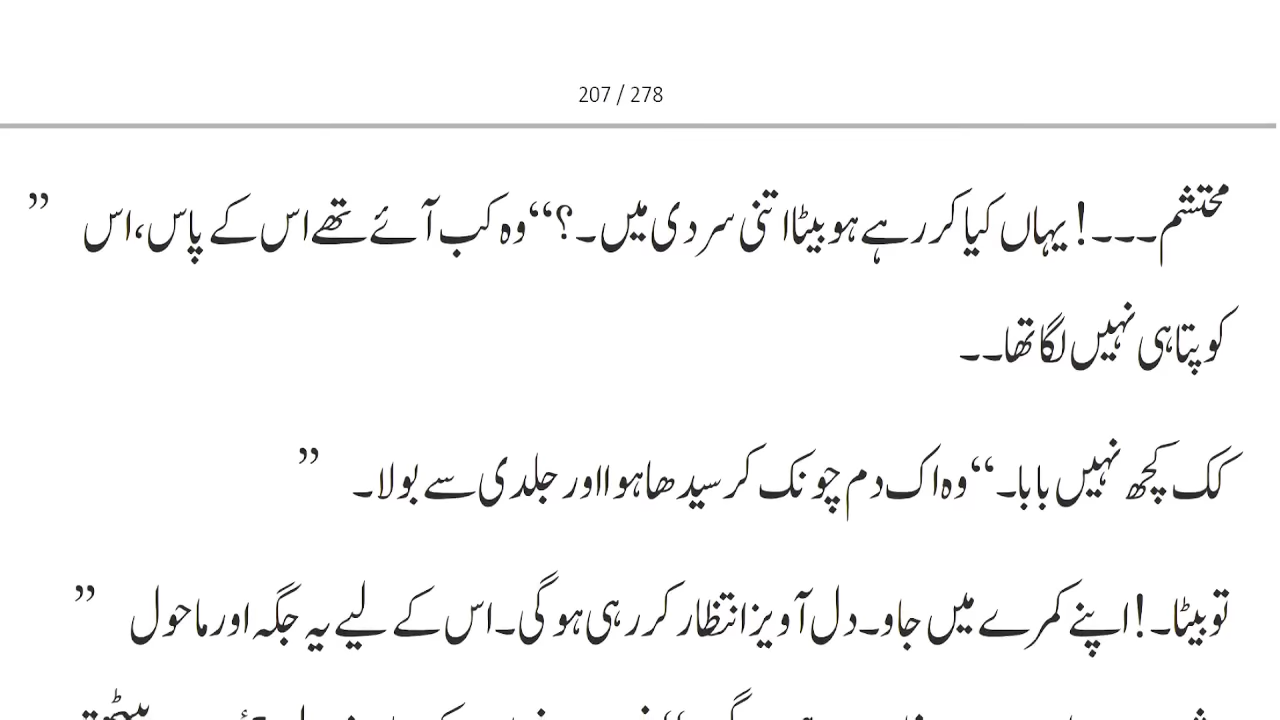 207 / 278
محتشم۔۔۔! یہاں کیا کر رہے ہو بیٹا اتنی سردی میں۔؟“ وہ کب آئے تھے اس کے پاس، اس ”
کو پتا ہی نہیں لگا تھا۔۔
کک کچھ نہیں بابا۔“ وہ اک دم چونک کر سیدھا ہوا اور جلدی سے بولا۔ ”
تو بیٹا۔! اپنے کمرے میں جاو۔ دل آویز انتظار کر رہی ہو گی۔ اس کے لیے یہ جگہ اور ماحول ”